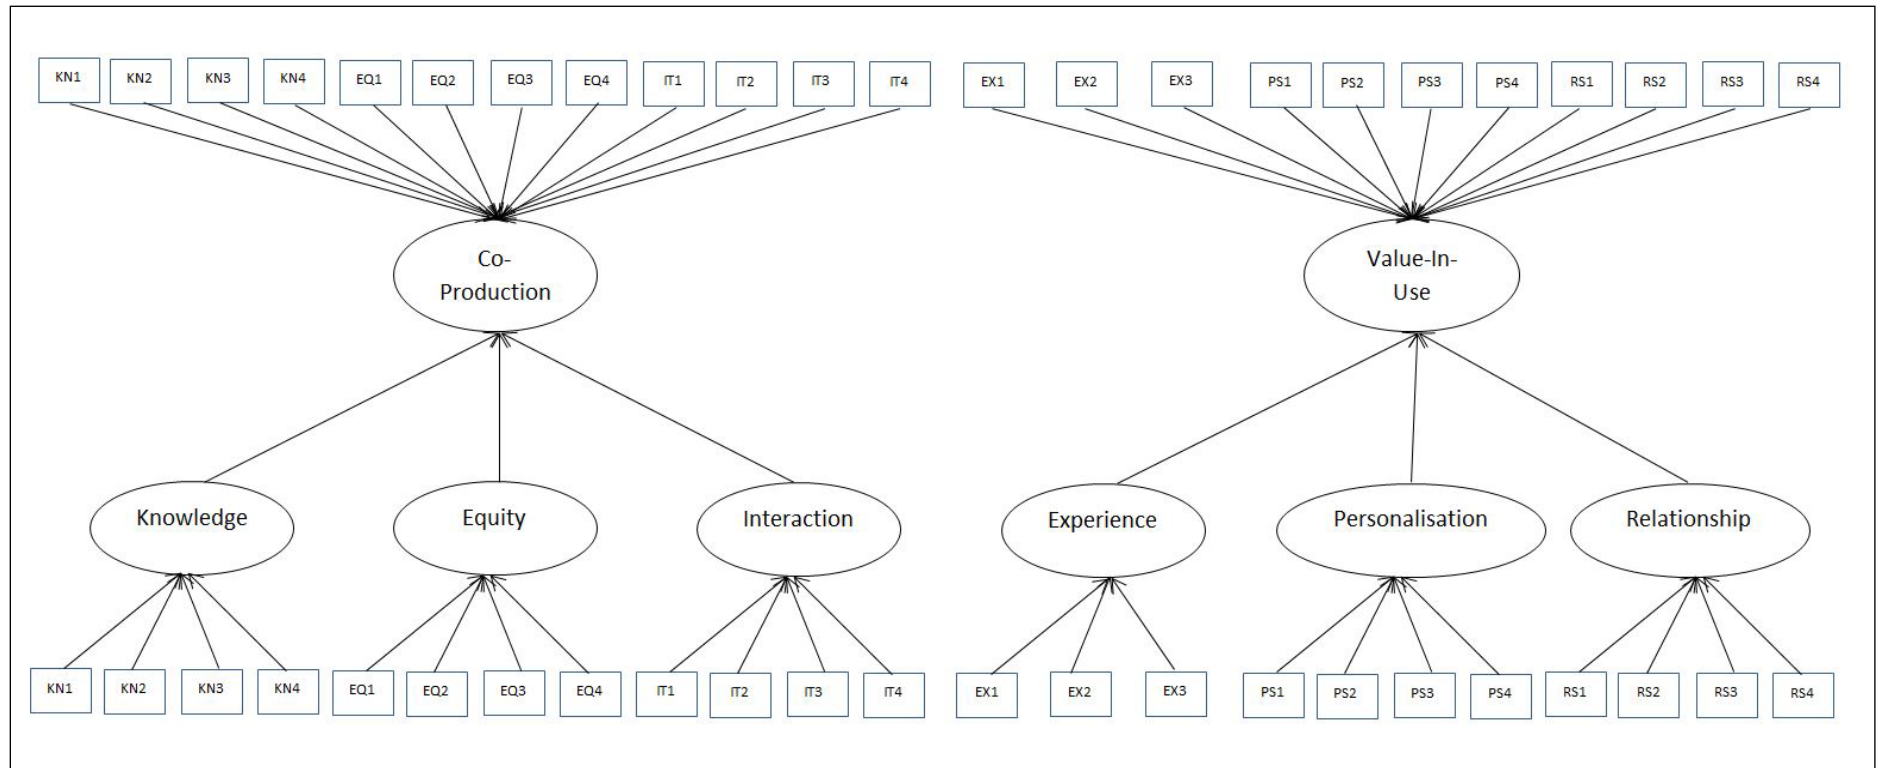 KN1 KN2 KN3 KN4 EQ1 EQ2 EQ3 EQ4 IT1 IT2 IT3 IT4 EX1 EX2 EX3 PS1 PS2 PS3 PS4 RS1 RS2 RS3 RS4
Co-
Production
Value-In-
Use
Knowledge Equity Interaction Experience Personalisation Relationship
KN1 KN2 KN3 KN4 EQ1 EQ2 EQ3 EQ4 IT1 IT2 IT3 IT4 EX1 EX2 EX3 PS1 PS2 PS3 PS4 RS1 RS2 RS3 RS4